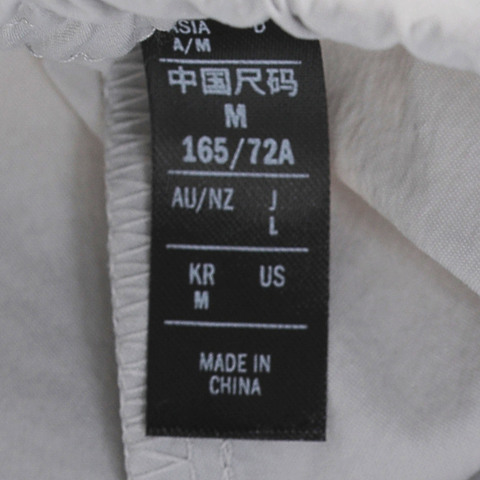 ASIA
A/M
中国尺码
M
165/72A
AU/NZ J
L
KR US
M
MADE IN
CHINA